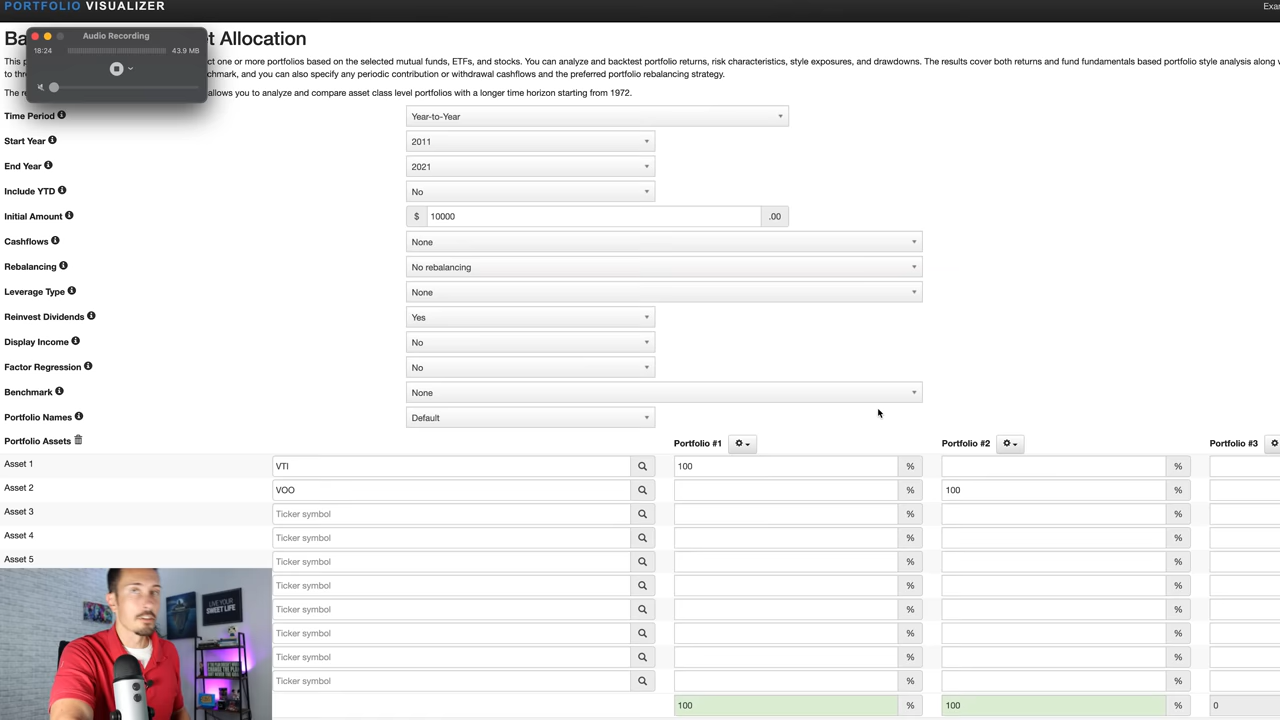 PORTFOLIO VISUALIZER
Exa
Audio Recording
18:24
43.9 MB
Ba
t Allocation
This p
ct one or more portfolios based on the selected mutual funds, ETFs, and stocks. You can analyze and backtest portfolio returns, risk characteristics, style exposures, and drawdowns. The results cover both returns and fund fundamentals based portfolio style analysis along
to thr
hmark, and you can also specify any periodic contribution or withdrawal cashflows and the preferred portfolio rebalancing strategy.
The re
allows you to analyze and compare asset class level portfolios with a longer time horizon starting from 1972.
Time Period
Year-to-Year
Start Year
2011
End Year
2021
Include YTD
No
Initial Amount
$ 10000 .00
Cashflows
None
Rebalancing
No rebalancing
Leverage Type
None
Reinvest Dividends
Yes
Display Income
No
Factor Regression
No
Benchmark
None
Portfolio Names
Default
Portfolio Assets
Portfolio #1
Portfolio #2
Portfolio #3
Asset 1
VTI
100 %
%
Asset 2
VOO
%
100 %
Asset 3
Ticker symbol
%
%
Asset 4
Ticker symbol
%
%
Asset 5
Ticker symbol
%
%
Ticker symbol
%
%
Ticker symbol
%
%
Ticker symbol
%
%
Ticker symbol
%
%
Ticker symbol
%
%
100 %
100 %
0
LIVE YOUR
SWEET LIFE